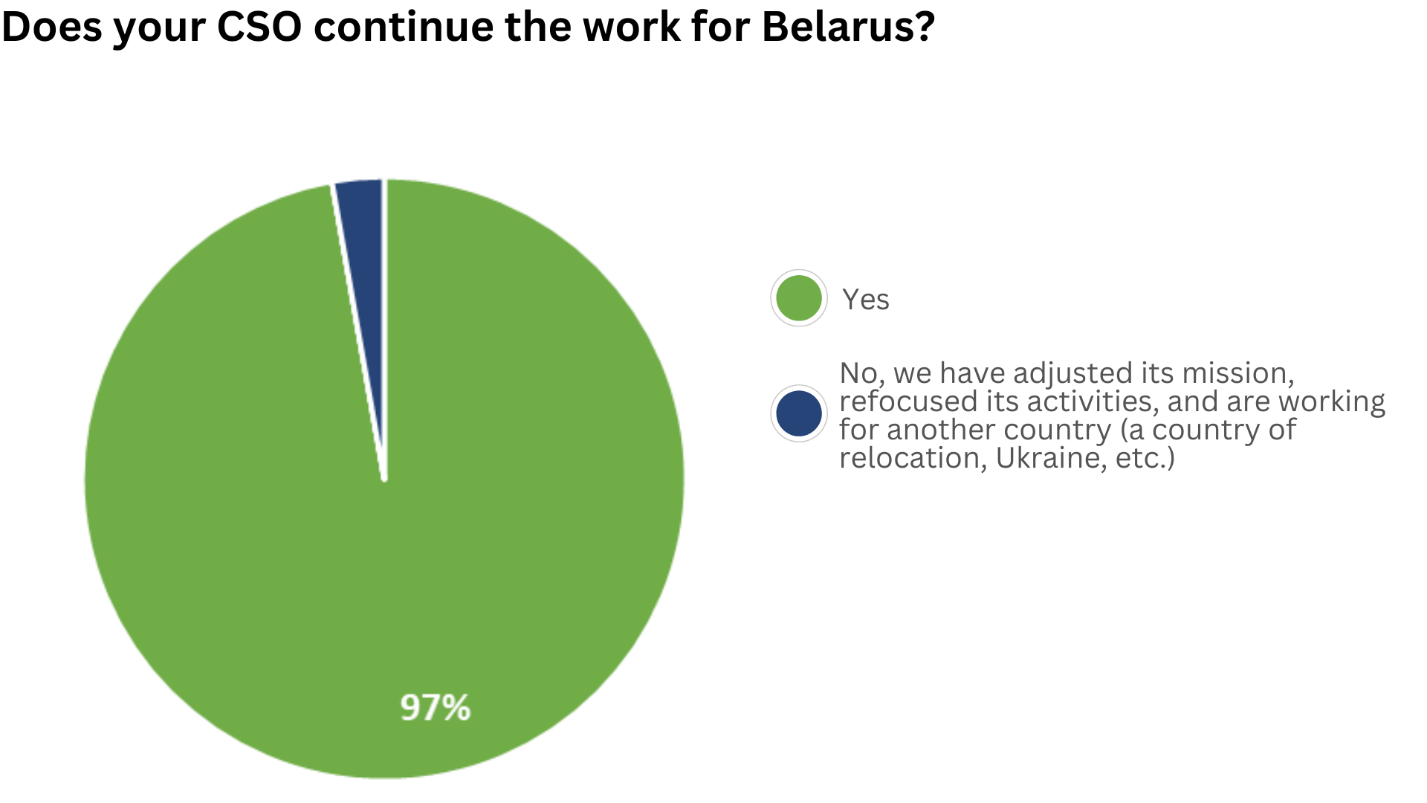 Does your CSO continue the work for Belarus?
Yes
No, we have adjusted its mission,
refocused its activities, and are working
for another country (a country of
relocation, Ukraine, etc.)
97%